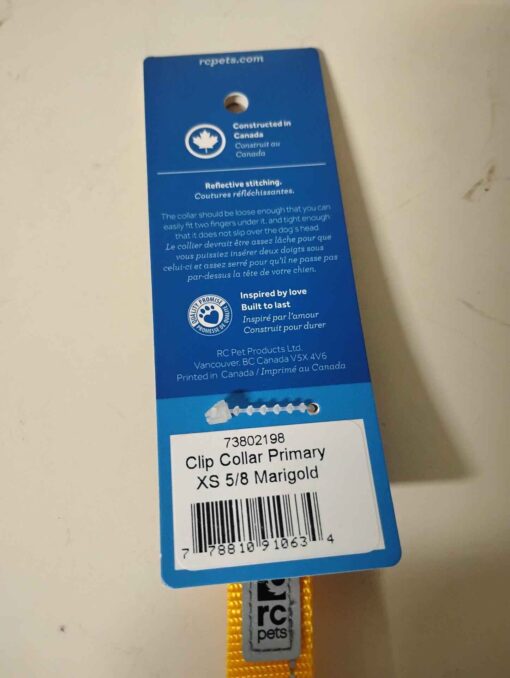 rcpets.com
Constructed in
Canada
Construit au
Canada
Reflective stitching.
Coutures réfléchissantes.
The collar should be loose enough that you can
easily fit two fingers under it, and tight enough
that it does not slip over the dog's head
Le collier devrait être assez lâche pour que
vous puissiez insérer deux doigts sous
celui-ci et assez serré pour qu'il ne passe pas
par-dessus la tête de votre chien.
QUALITY PROMISE
PROMESSE DE QUALITÉ
Inspired by love
Built to last
Inspiré par l'amour
Construit pour durer
RC Pet Products Ltd.
Vancouver, BC Canada V5X 4V6
Printed in Canada / Imprimé au Canada
73802198
Clip Collar Primary
XS 5/8 Marigold
7 78810 91063 4
rc
pets